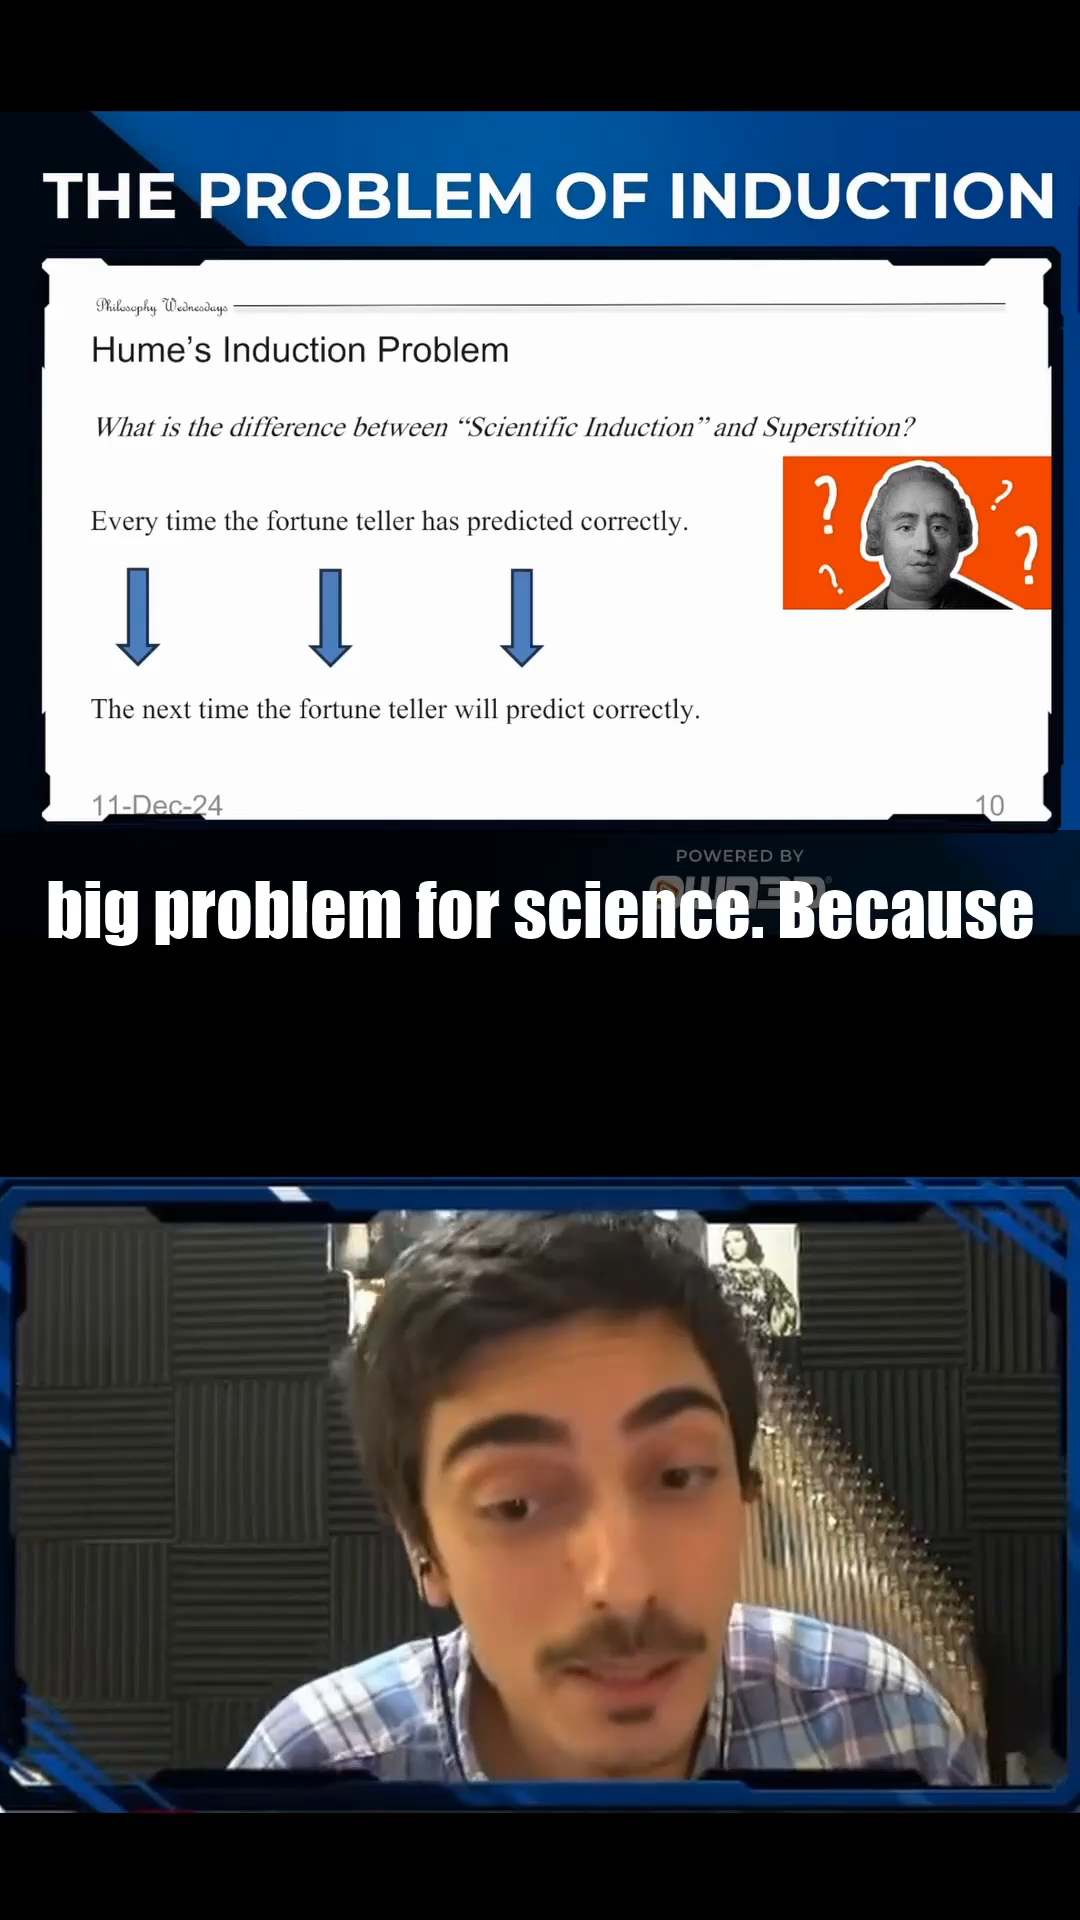 THE PROBLEM OF INDUCTION
Philosophy Wednesdays
Hume’s Induction Problem
What is the difference between “Scientific Induction” and Superstition?
? ? ? ?
Every time the fortune teller has predicted correctly.
The next time the fortune teller will predict correctly.
11-Dec-24
10
POWERED BY
OWN3D®
big problem for science. Because